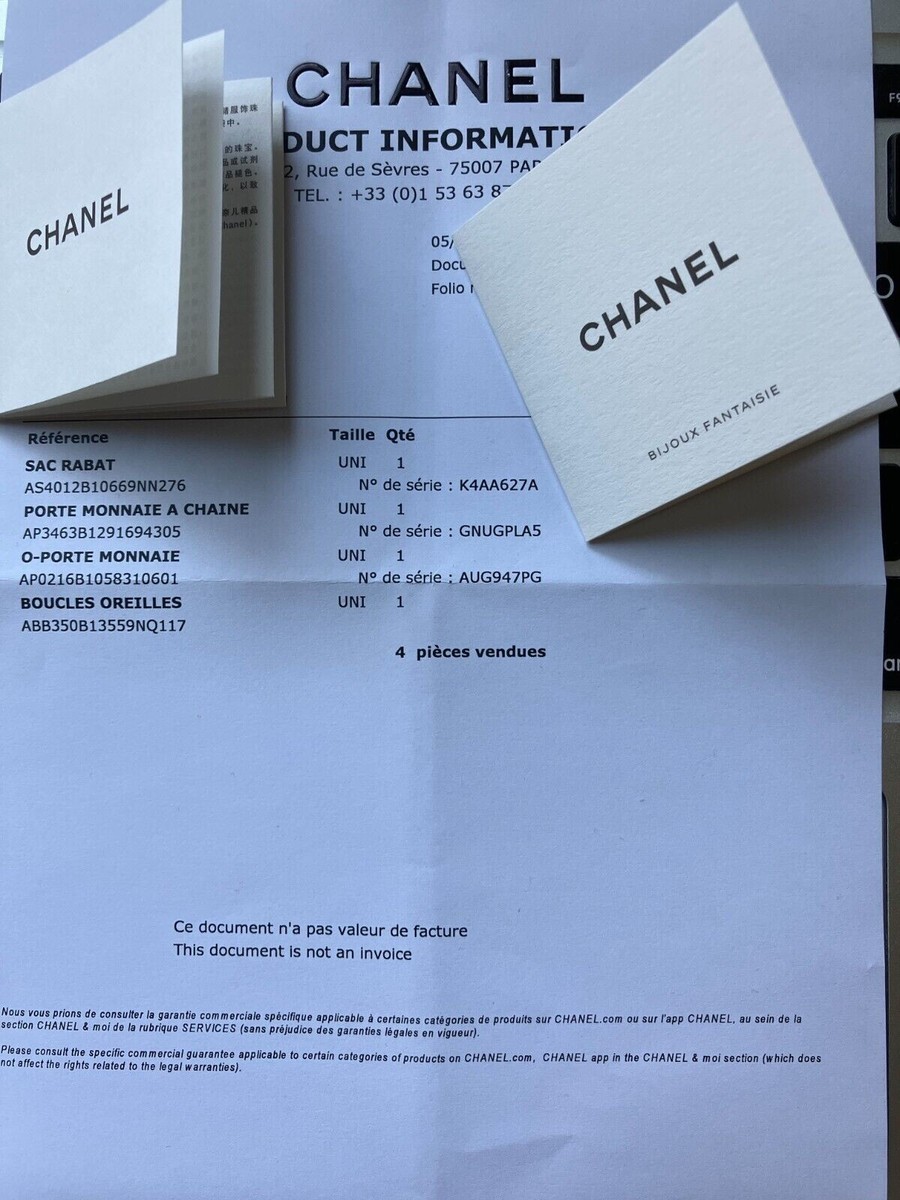 CHANEL
DUCT INFORMATI
2, Rue de Sèvres - 75007 PAR
TEL. : +33 (0)1 53 63 8
05/
Docu
Folio
CHANEL
CHANEL
BIJOUX FANTAISIE
Référence Taille Qté
SAC RABAT UNI 1
AS4012B10669NN276 N° de série : K4AA627A
PORTE MONNAIE A CHAINE UNI 1
AP3463B1291694305 N° de série : GNUGPLA5
O-PORTE MONNAIE UNI 1
AP0216B1058310601 N° de série : AUG947PG
BOUCLES OREILLES UNI 1
ABB350B13559NQ117
4 pièces vendues
Ce document n'a pas valeur de facture
This document is not an invoice
Nous vous prions de consulter la garantie commerciale spécifique applicable à certaines catégories de produits sur CHANEL.com ou sur l'app CHANEL, au sein de la
section CHANEL & moi de la rubrique SERVICES (sans préjudice des garanties légales en vigueur).
Please consult the specific commercial guarantee applicable to certain categories of products on CHANEL.com, CHANEL app in the CHANEL & moi section (which does
not affect the rights related to the legal warranties).
F9